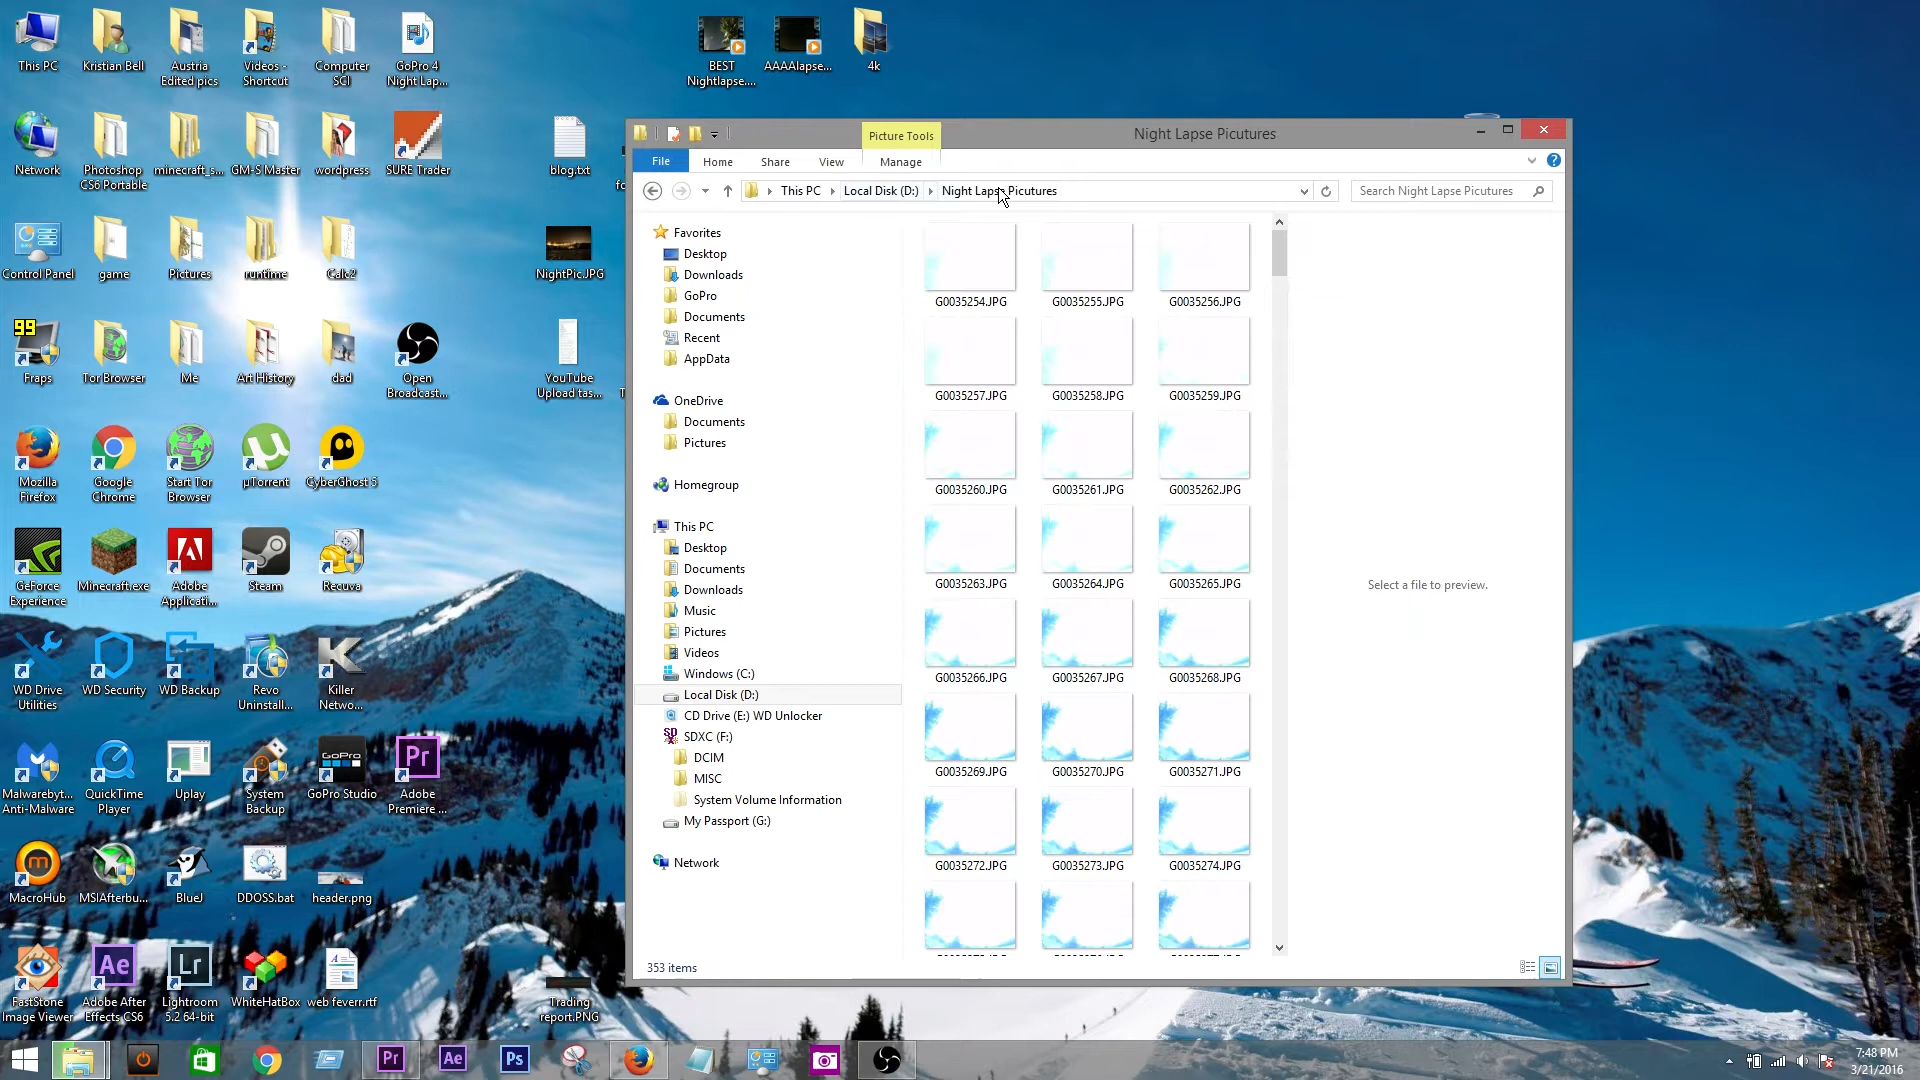 This PC
Kristian Bell
Austria
Edited pics
Videos -
Shortcut
Computer
SCI
GoPro 4
Night Lap...
BEST
Nightlapse....
AAAAlapse...
4k
Network
Photoshop
CS6 Portable
minecraft_s...
GM-S Master
wordpress
SURE Trader
blog.txt
Control Panel
game
Pictures
runtime
Calc2
NightPic.JPG
99
Fraps
Tor Browser
Me
Art History
dad
Open
Broadcast...
YouTube
Upload tas...
Mozilla
Firefox
Google
Chrome
Start Tor
Browser
µTorrent
CyberGhost 5
GeForce
Experience
Minecraft.exe
Adobe
Applicati...
Steam
Recuva
WD Drive
Utilities
WD Security
WD Backup
Revo
Uninstall...
Killer
Netwo...
Malwarebyt...
Anti-Malware
QuickTime
Player
Uplay
System
Backup
GoPro
GoPro Studio
Pr
Adobe
Premiere ...
MacroHub
MSIAfterbu...
BlueJ
DDOSS.bat
header.png
FastStone
Image Viewer
Ae
Adobe After
Effects CS6
Lr
Lightroom
5.2 64-bit
WhiteHatBox
web feverr.rtf
Trading
report.PNG
Picture Tools
Night Lapse Picutures
File
Home
Share
View
Manage
This PC
Local Disk (D:)
Night Lapse Picutures
Search Night Lapse Picutures
Favorites
Desktop
Downloads
GoPro
Documents
Recent
AppData
OneDrive
Documents
Pictures
Homegroup
This PC
Desktop
Documents
Downloads
Music
Pictures
Videos
Windows (C:)
Local Disk (D:)
CD Drive (E:) WD Unlocker
SDXC (F:)
DCIM
MISC
System Volume Information
My Passport (G:)
Network
G0035254.JPG
G0035255.JPG
G0035256.JPG
G0035257.JPG
G0035258.JPG
G0035259.JPG
G0035260.JPG
G0035261.JPG
G0035262.JPG
G0035263.JPG
G0035264.JPG
G0035265.JPG
G0035266.JPG
G0035267.JPG
G0035268.JPG
G0035269.JPG
G0035270.JPG
G0035271.JPG
G0035272.JPG
G0035273.JPG
G0035274.JPG
Select a file to preview.
353 items
Pr
Ae
Ps
7:48 PM
3/21/2016